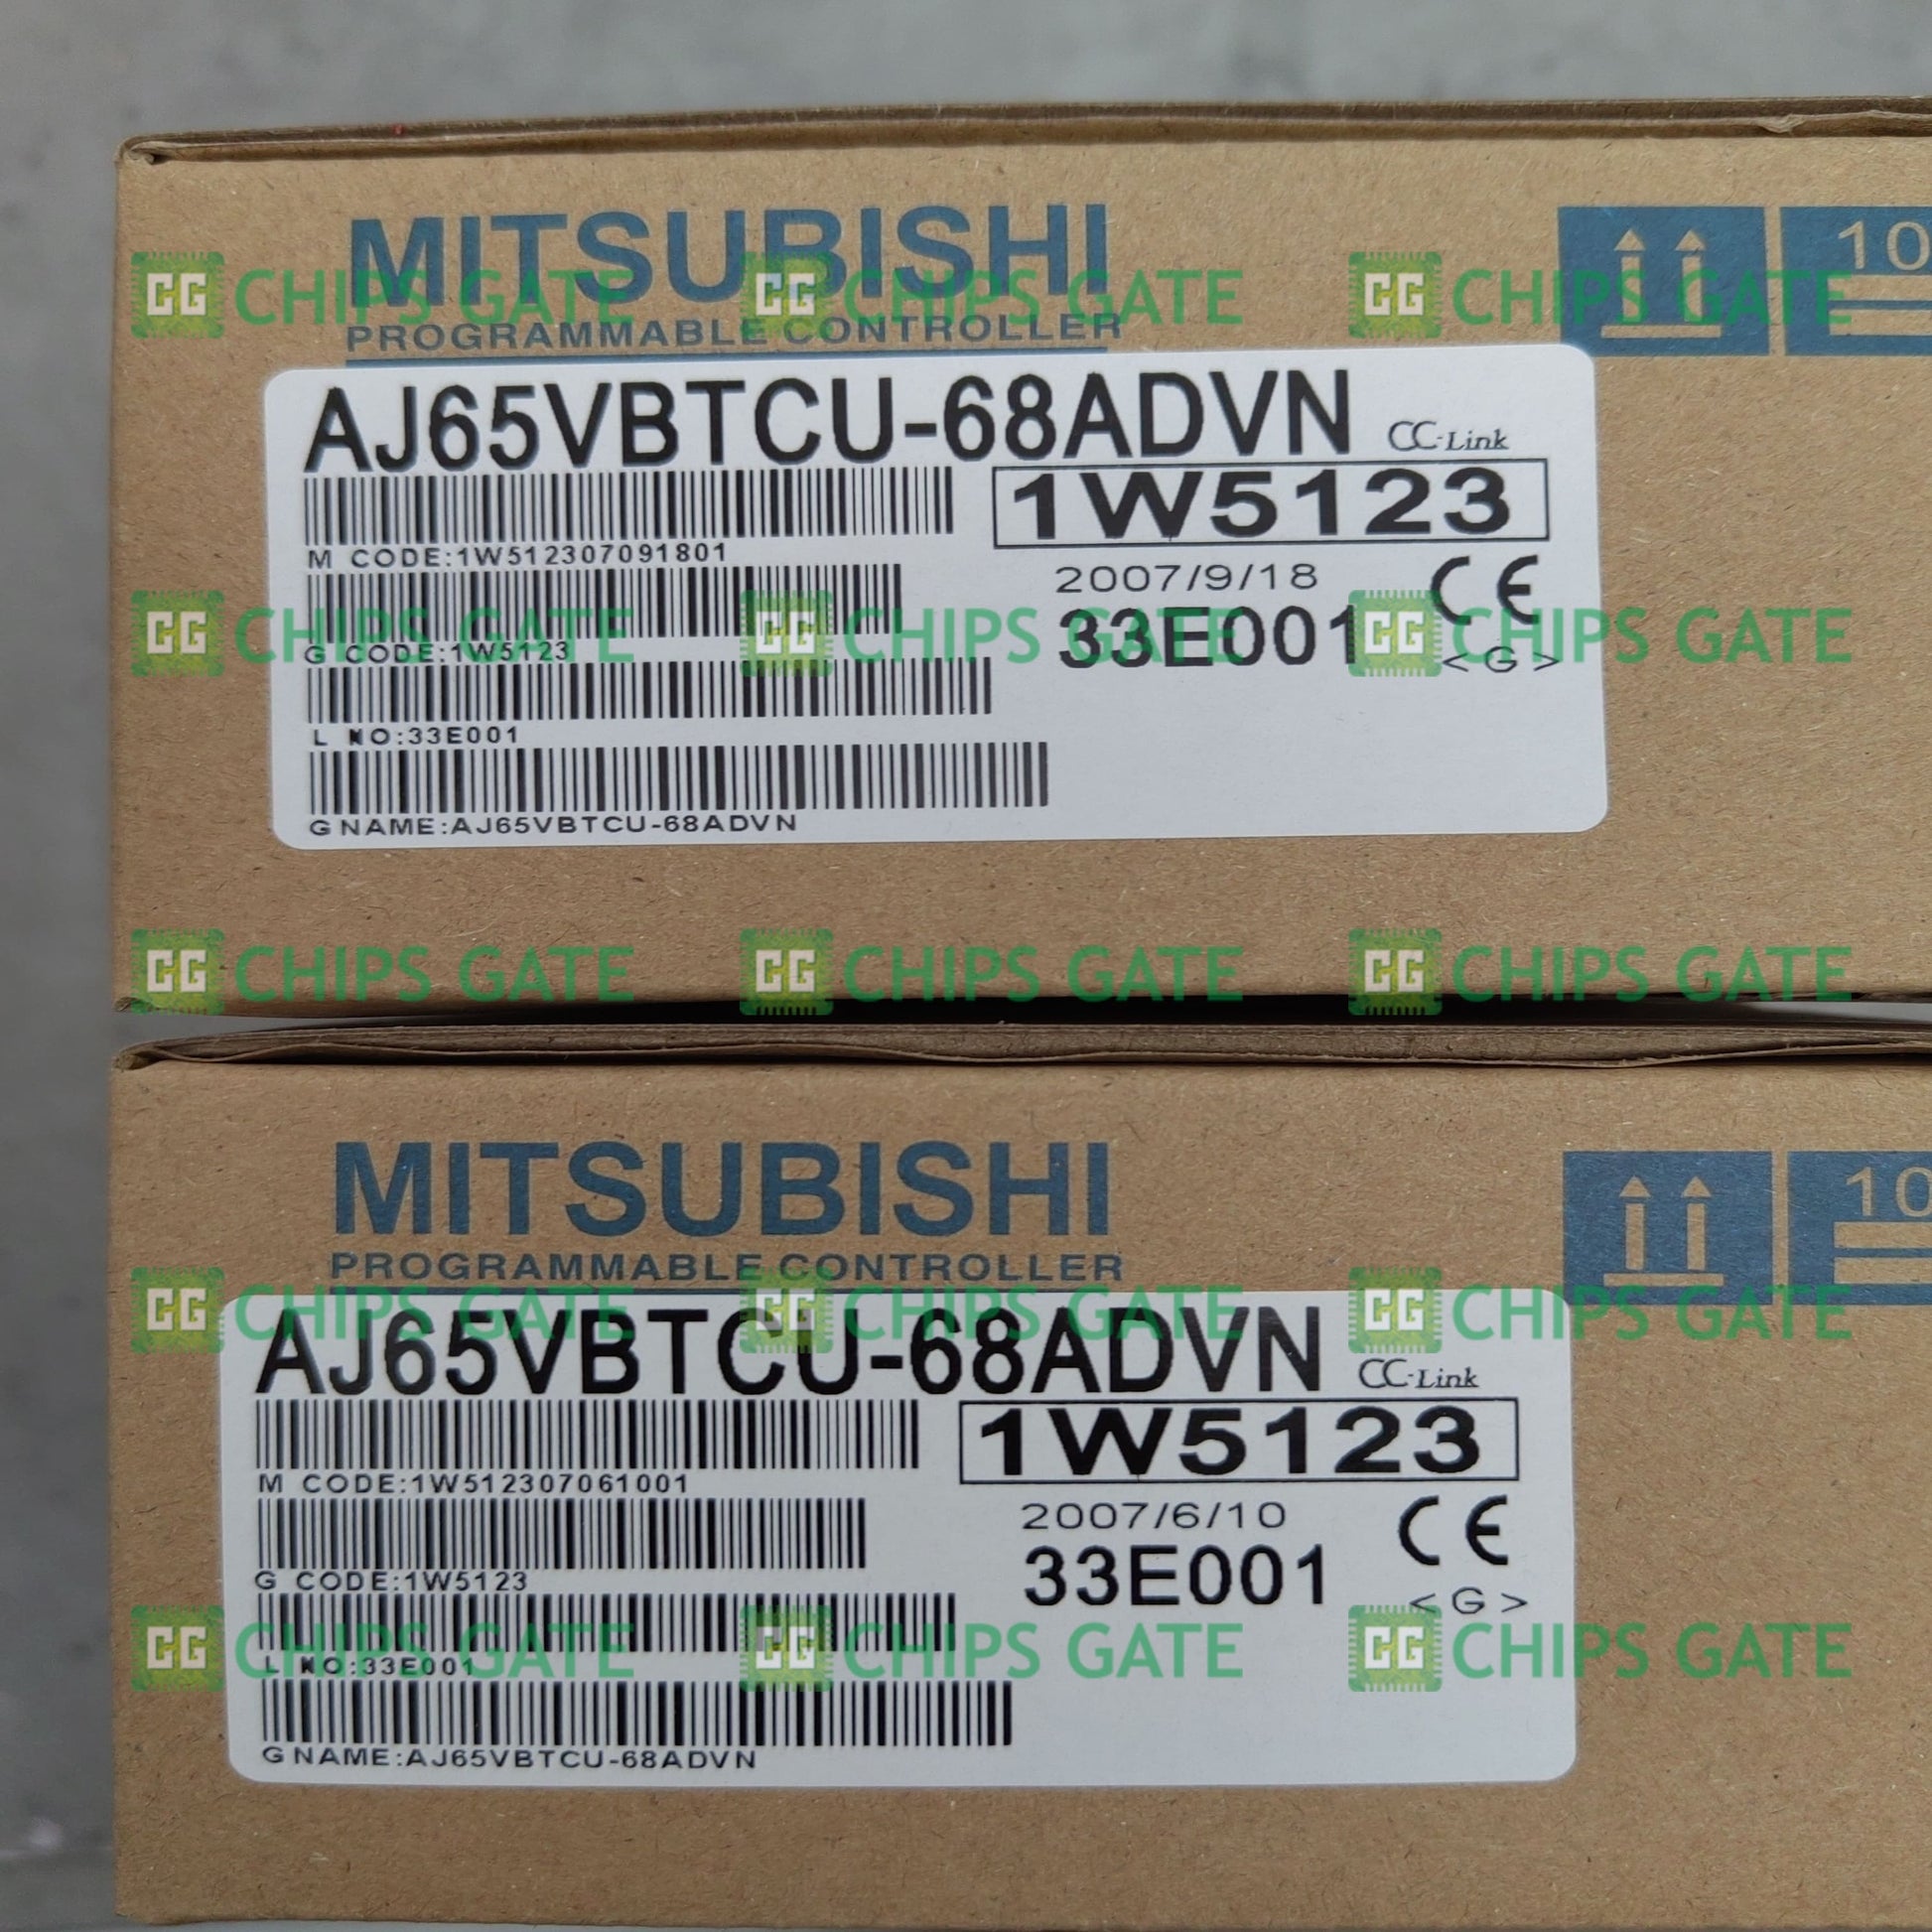 MITSUBISHI
PROGRAMMABLE CONTROLLER
10
AJ65VBTCU-68ADVN CC-Link
1W5123
M CODE:1W512307091801
2007/9/18
CE
33E001
G CODE:1W5123
<G>
L NO:33E001
G NAME:AJ65VBTCU-68ADVN
MITSUBISHI
PROGRAMMABLE CONTROLLER
10
AJ65VBTCU-68ADVN CC-Link
1W5123
M CODE:1W512307061001
2007/6/10
CE
33E001
G CODE:1W5123
<G>
L NO:33E001
G NAME:AJ65VBTCU-68ADVN
CG CHIPS GATE CG CHIPS GATE CG CHIPS GATE
CG CHIPS GATE CG CHIPS GATE CG CHIPS GATE
CG CHIPS GATE CG CHIPS GATE CG CHIPS GATE
CG CHIPS GATE CG CHIPS GATE CG CHIPS GATE
CG CHIPS GATE CG CHIPS GATE CG CHIPS GATE